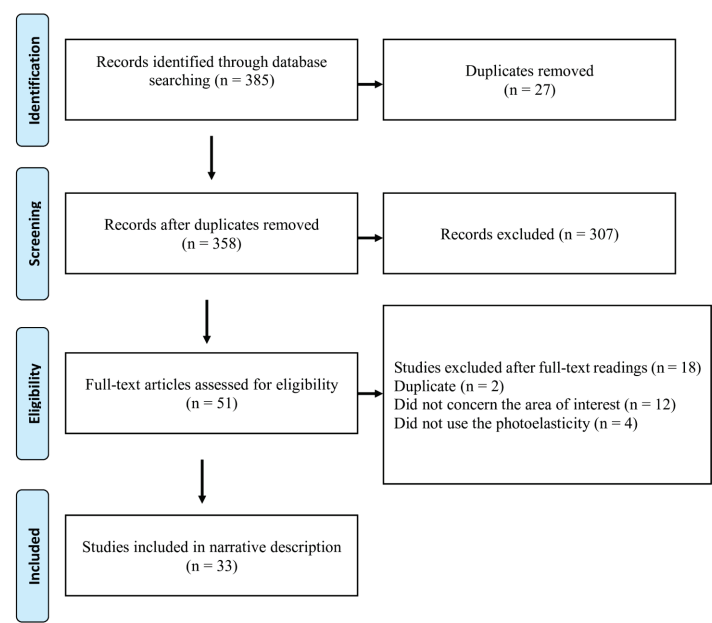 Identification
Records identified through database
searching (n = 385)
Duplicates removed
(n = 27)
Screening
Records after duplicates removed
(n = 358)
Records excluded (n = 307)
Eligibility
Full-text articles assessed for eligibility
(n = 51)
Studies excluded after full-text readings (n = 18)
Duplicate (n = 2)
Did not concern the area of interest (n = 12)
Did not use the photoelasticity (n = 4)
Included
Studies included in narrative description
(n = 33)